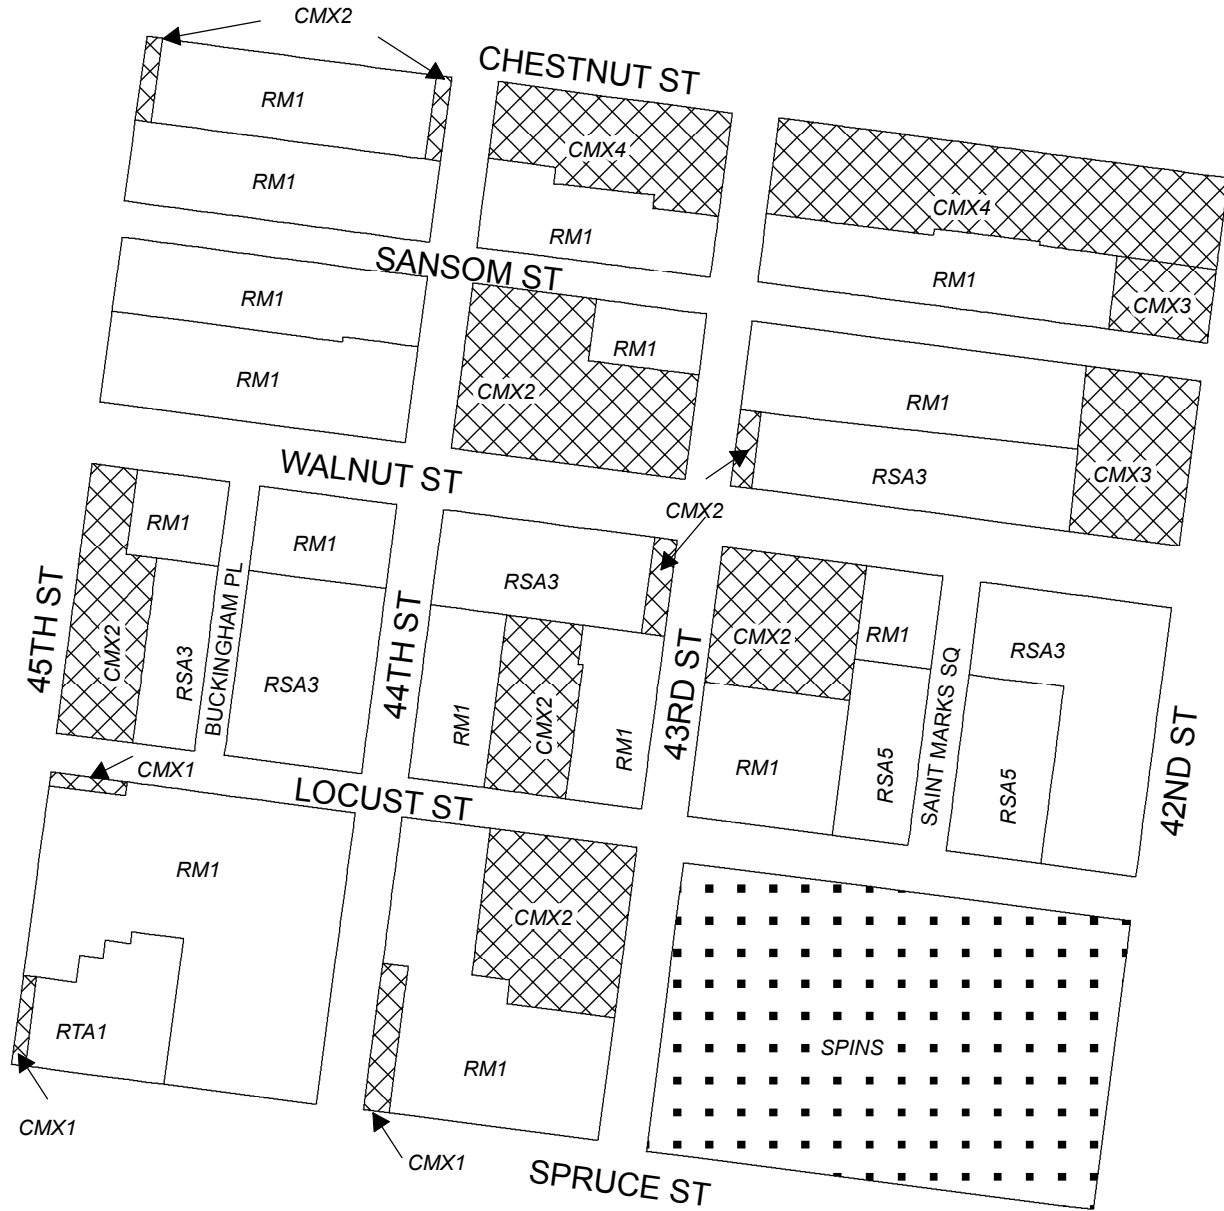 CMX2
CHESTNUT ST
RM1
CMX4
RM1
CMX4
RM1
SANSOM ST
RM1
RM1
CMX3
RM1
RM1
CMX2
RM1
CMX3
WALNUT ST
RSA3
CMX2
RM1
RM1
RSA3
CMX2
RM1
RSA3
45TH ST
CMX2
RSA3
BUCKINGHAM PL
RSA3
44TH ST
RM1
CMX2
RM1
43RD ST
RM1
RSA5
SAINT MARKS SQ
RSA5
42ND ST
CMX1
LOCUST ST
RM1
CMX2
RTA1
RM1
SPINS
CMX1
CMX1
SPRUCE ST